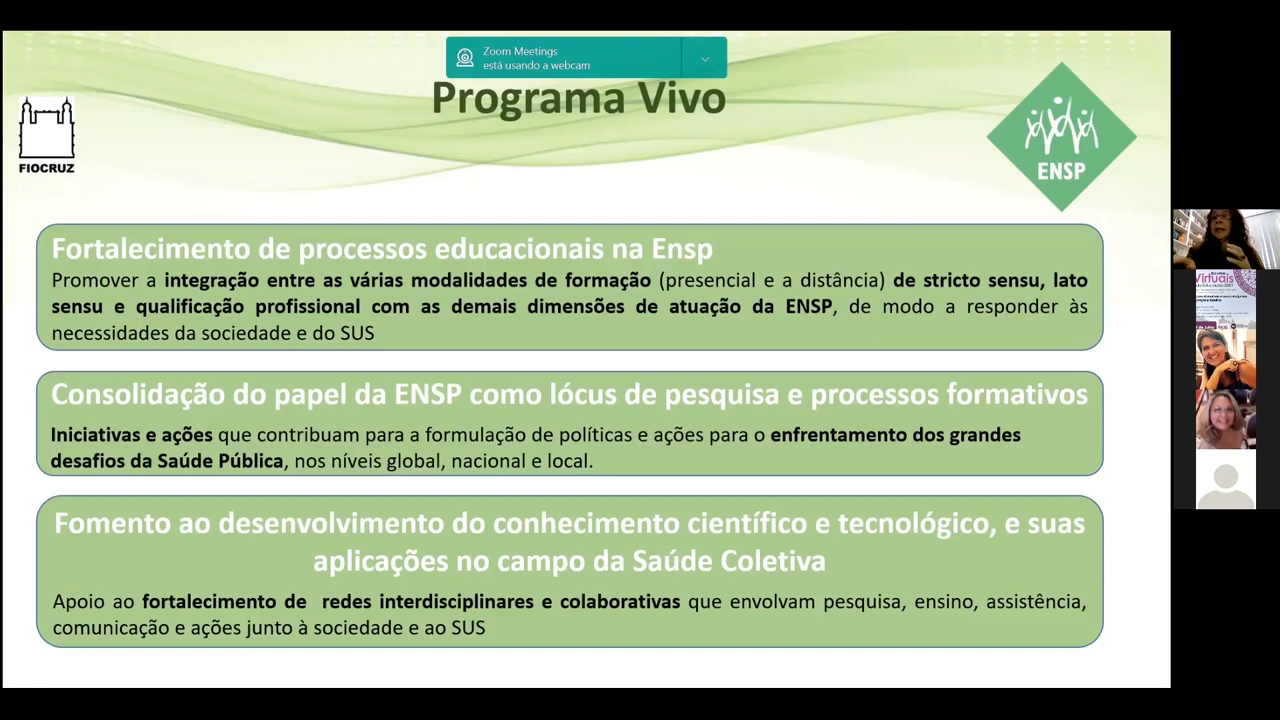 Zoom Meetings
está usando a webcam
Programa Vivo
FIOCRUZ
ENSP
Fortalecimento de processos educacionais na Ensp
Promover a integração entre as várias modalidades de formação (presencial e a distância) de stricto sensu, lato
sensu e qualificação profissional com as demais dimensões de atuação da ENSP, de modo a responder às
necessidades da sociedade e do SUS
Consolidação do papel da ENSP como lócus de pesquisa e processos formativos
Iniciativas e ações que contribuam para a formulação de políticas e ações para o enfrentamento dos grandes
desafios da Saúde Pública, nos níveis global, nacional e local.
Fomento ao desenvolvimento do conhecimento científico e tecnológico, e suas
aplicações no campo da Saúde Coletiva
Apoio ao fortalecimento de redes interdisciplinares e colaborativas que envolvam pesquisa, ensino, assistência,
comunicação e ações junto à sociedade e ao SUS
Virtuais